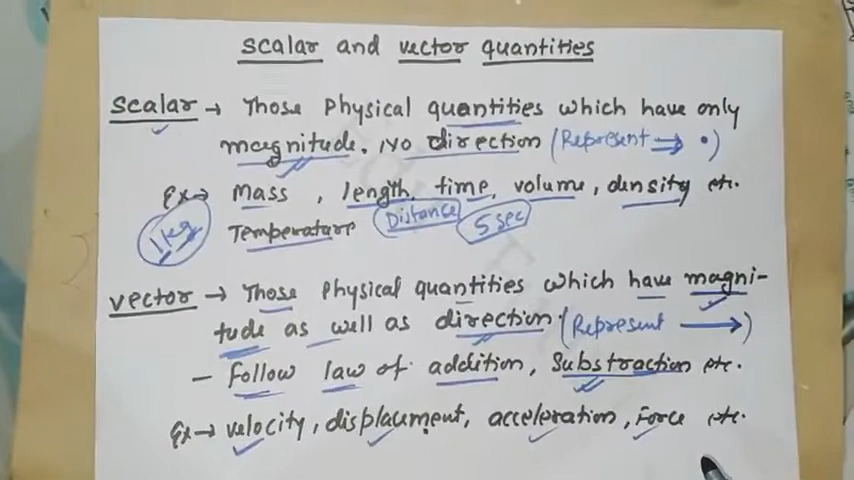 Scalar and vector quantities
Scalar → Those Physical quantities which have only
magnitude. No direction (Represent → •)
Ex → Mass, length, time, volume, density etc.
1kg Temperature Distance 5 sec
vector → Those Physical quantities which have magni-
tude as well as direction. (Represent →)
- Follow law of addition, Substraction etc.
Ex → velocity, displacment, acceleration, Force etc.